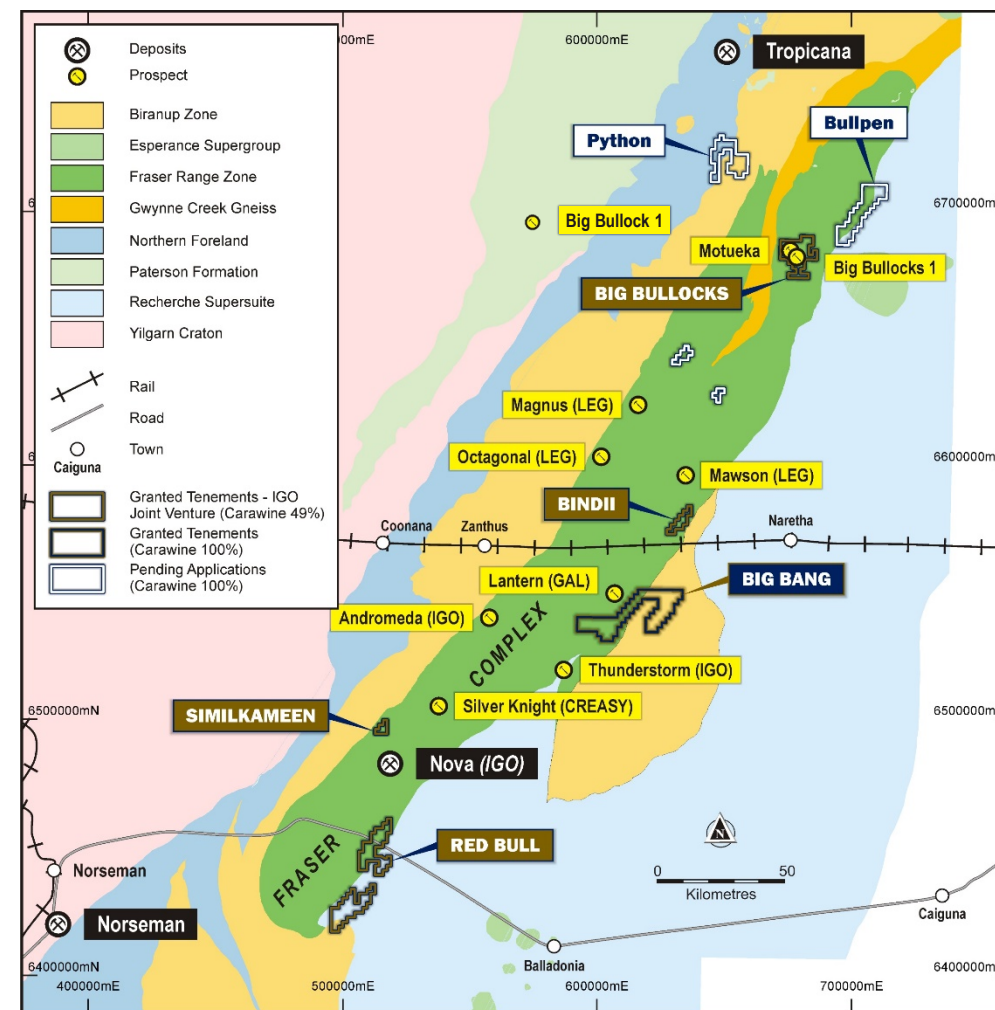 Deposits
Prospect
Biranup Zone
Esperance Supergroup
Fraser Range Zone
Gwynne Creek Gneiss
Northern Foreland
Paterson Formation
Recherche Supersuite
Yilgarn Craton
Rail
Road
Town
Caiguna
Granted Tenements - IGO
Joint Venture (Carawine 49%)
Granted Tenements
(Carawine 100%)
Pending Applications
(Carawine 100%)
600000mE
Tropicana
Python
Bullpen
6700000mN
Big Bullock 1
Motueka
Big Bullocks 1
BIG BULLOCKS
Magnus (LEG)
Octagonal (LEG)
6600000mN
Mawson (LEG)
BINDII
Coonana
Zanthus
Naretha
Lantern (GAL)
BIG BANG
Andromeda (IGO)
COMPLEX
Thunderstorm (IGO)
Silver Knight (CREASY)
6500000mN
6500000mN
SIMILKAMEEN
Nova (IGO)
N
RED BULL
FRASER
0 50
Kilometres
Norseman
Norseman
Caiguna
Balladonia
6400000mN
400000mE
500000mE
600000mE
700000mE